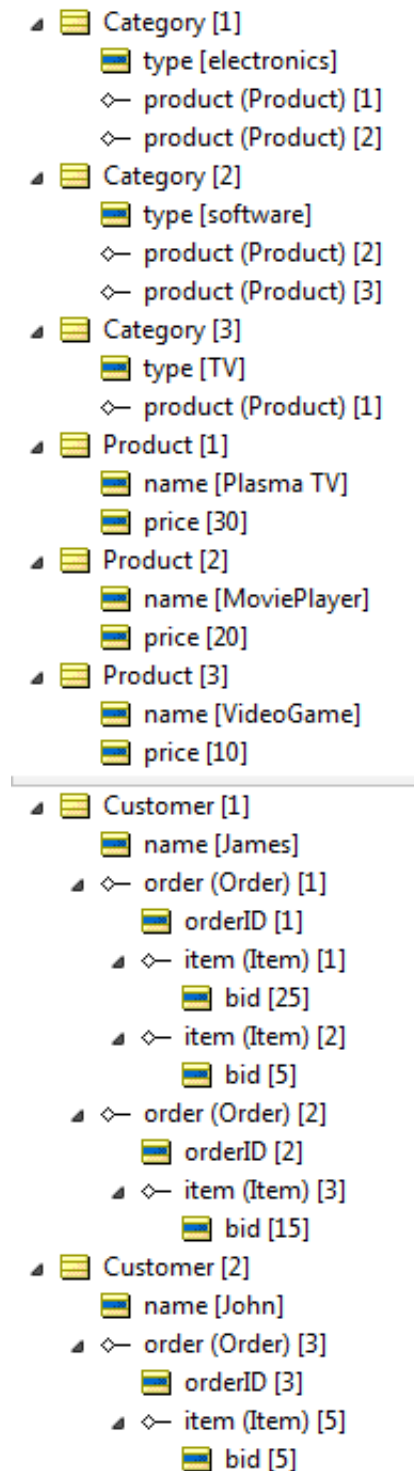 Category [1]
type [electronics]
product (Product) [1]
product (Product) [2]
Category [2]
type [software]
product (Product) [2]
product (Product) [3]
Category [3]
type [TV]
product (Product) [1]
Product [1]
name [Plasma TV]
price [30]
Product [2]
name [MoviePlayer]
price [20]
Product [3]
name [VideoGame]
price [10]
Customer [1]
name [James]
order (Order) [1]
orderID [1]
item (Item) [1]
bid [25]
item (Item) [2]
bid [5]
order (Order) [2]
orderID [2]
item (Item) [3]
bid [15]
Customer [2]
name [John]
order (Order) [3]
orderID [3]
item (Item) [5]
bid [5]